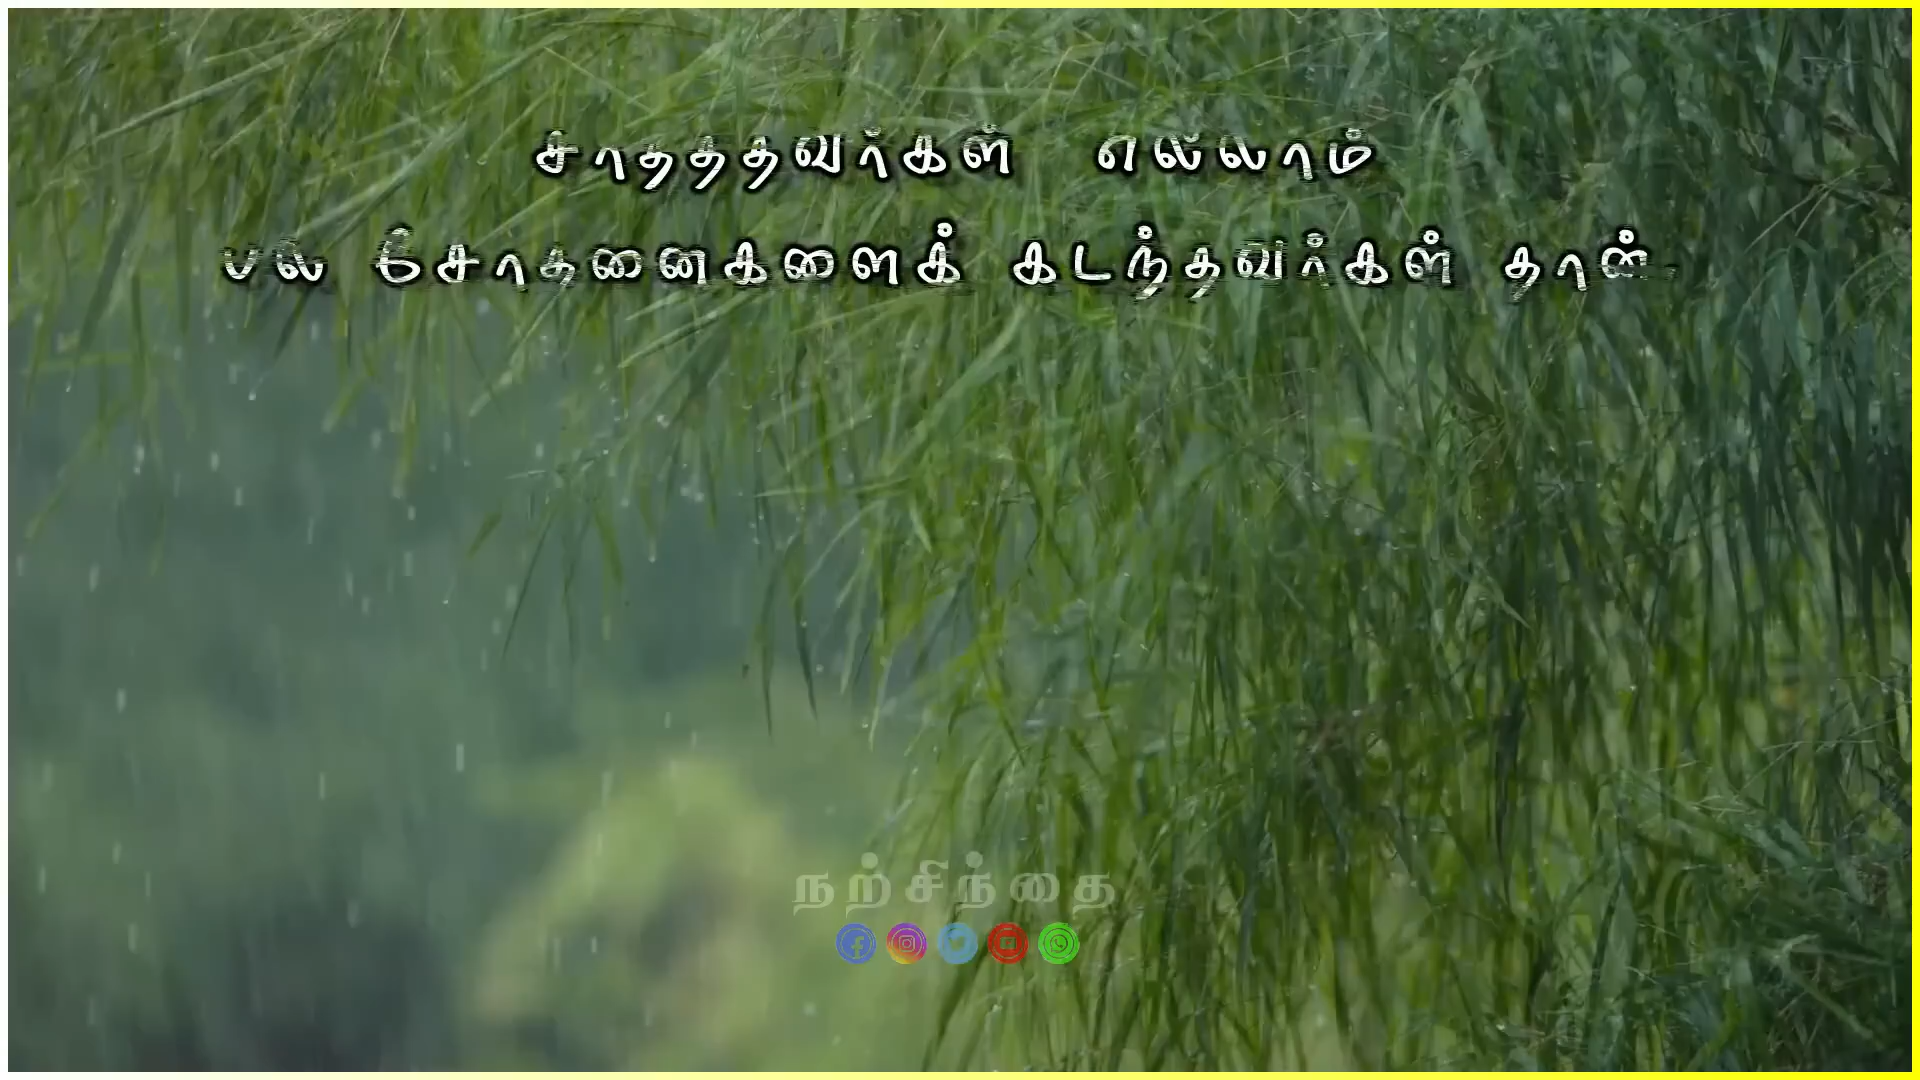 சாதித்தவர்கள் எல்லாம்
பல சோதனைகளைக் கடந்தவர்கள் தான்
நற்சிந்தை